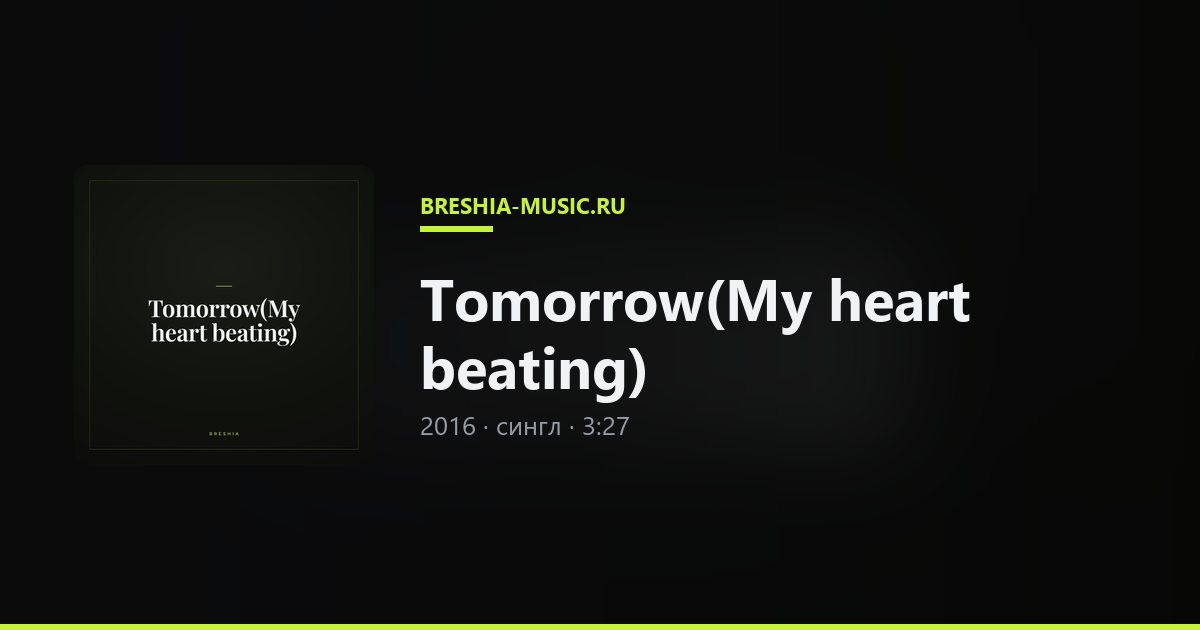 Tomorrow(My
heart beating)
BRESHIA
BRESHIA-MUSIC.RU
Tomorrow(My heart
beating)
2016 · сингл · 3:27